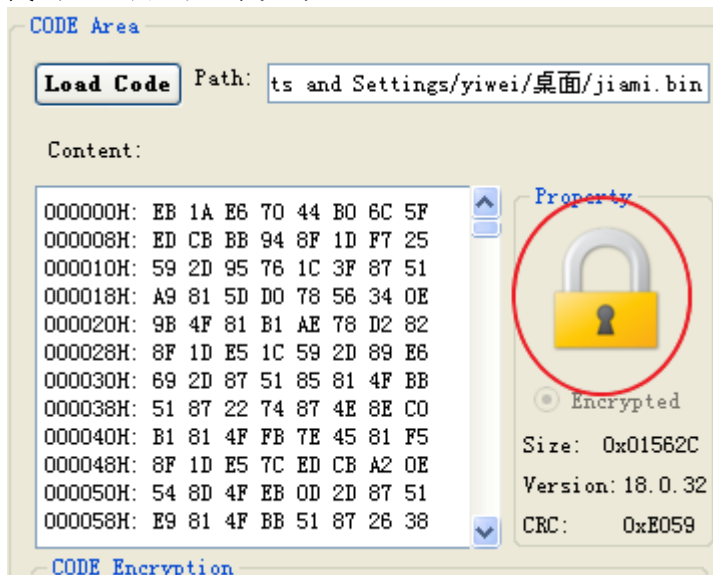 CODE Area
Load Code Path: ts and Settings/yiwei/桌面/jiami.bin
Content:
Property
000000H: EB 1A E6 70 44 B0 6C 5F
000008H: ED CB BB 94 8F 1D F7 25
000010H: 59 2D 95 76 1C 3F 87 51
000018H: A9 81 5D D0 78 56 34 0E
000020H: 9B 4F 81 B1 AE 78 D2 82
000028H: 8F 1D E5 1C 59 2D 89 E6
000030H: 69 2D 87 51 85 81 4F BB
000038H: 51 87 22 74 87 4E 8E C0
Encrypted
000040H: B1 81 4F FB 7E 45 81 F5
Size: 0x01562C
000048H: 8F 1D E5 7C ED CB A2 0E
000050H: 54 8D 4F EB 0D 2D 87 51
Version: 18.0.32
000058H: E9 81 4F BB 51 87 26 38
CRC: 0xE059
CODE Encryption